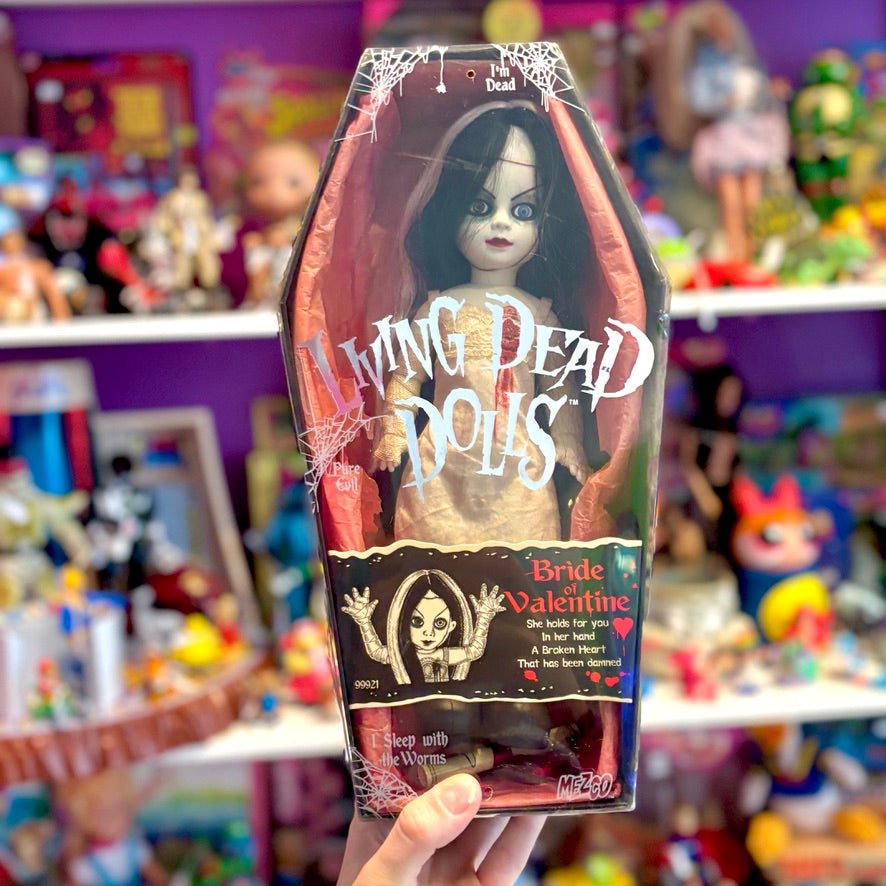 I'm
Dead
LIVING DEAD
DOLLS™
Pure
Evil
Bride
of
Valentine
She holds for you
In her hand
A Broken Heart
That has been damned
99921
I Sleep with
the Worms
MEZCO